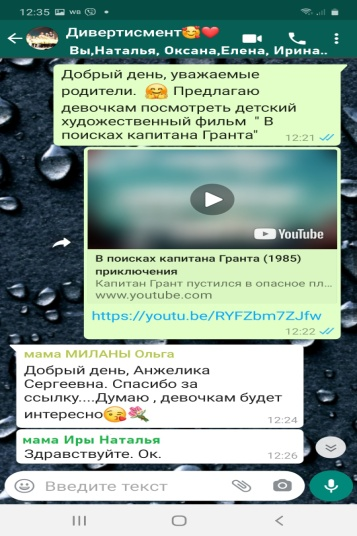 12:35
Дивертисмент🥰❤️
Вы,Наталья, Оксана,Елена, Ирина..
Добрый день, уважаемые
родители. 🤗 Предлагаю
девочкам посмотреть детский
художественный фильм " В
поисках капитана Гранта"
12:21
YouTube
В поисках капитана Гранта (1985)
приключения
Капитан Грант пустился в опасное пл...
www.youtube.com
https://youtu.be/RYFZbm7ZJfw
12:22
мама МИЛАНЫ Ольга
Добрый день, Анжелика
Сергеевна. Спасибо за
ссылку....Думаю , девочкам будет
интересно😘💐
12:24
мама Иры Наталья
Здравствуйте. Ок.
12:26
Введите текст